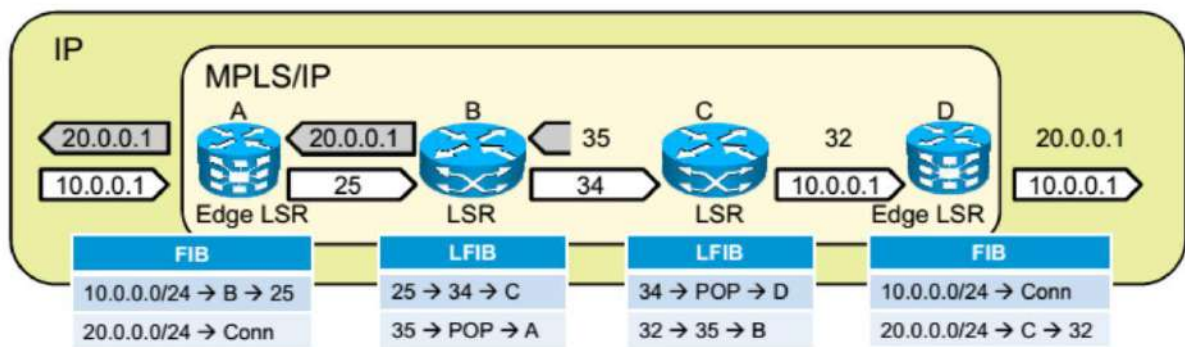 IP
MPLS/IP
A
B
C
D
20.0.0.1
20.0.0.1
35
32
20.0.0.1
10.0.0.1
25
34
10.0.0.1
10.0.0.1
Edge LSR
LSR
LSR
Edge LSR
FIB
10.0.0.0/24 → B → 25
20.0.0.0/24 → Conn
LFIB
25 → 34 → C
35 → POP → A
LFIB
34 → POP → D
32 → 35 → B
FIB
10.0.0.0/24 → Conn
20.0.0.0/24 → C → 32